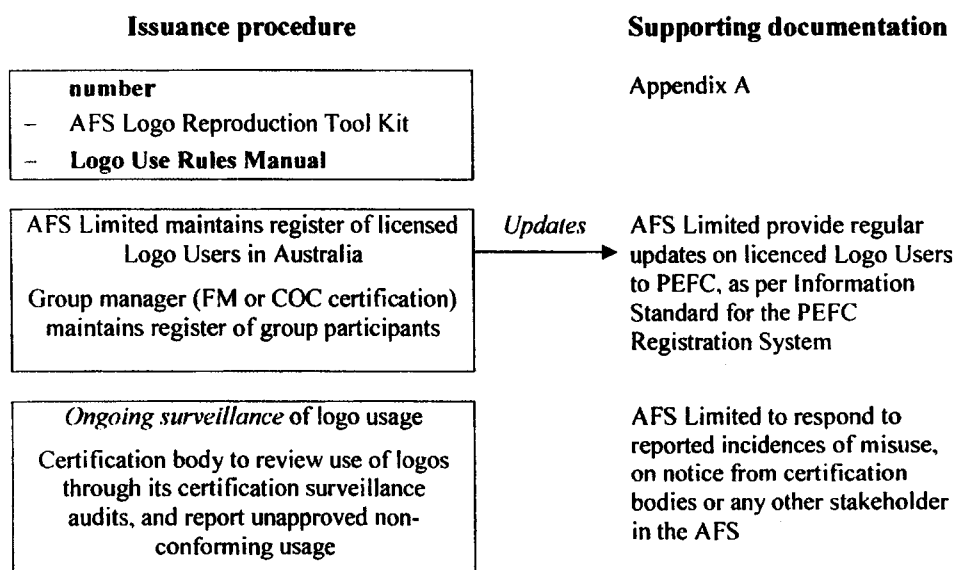 Issuance procedure
Supporting documentation
number
– AFS Logo Reproduction Tool Kit
– Logo Use Rules Manual
Appendix A
AFS Limited maintains register of licensed
Logo Users in Australia
Group manager (FM or COC certification)
maintains register of group participants
Updates
AFS Limited provide regular
updates on licenced Logo Users
to PEFC, as per Information
Standard for the PEFC
Registration System
Ongoing surveillance of logo usage
Certification body to review use of logos
through its certification surveillance
audits, and report unapproved non-
conforming usage
AFS Limited to respond to
reported incidences of misuse,
on notice from certification
bodies or any other stakeholder
in the AFS